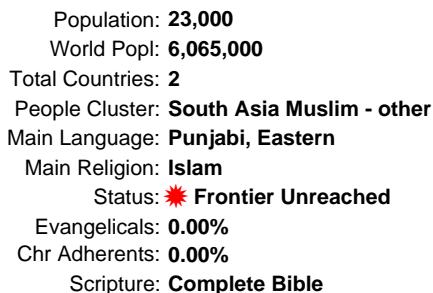 Population: 23,000
World Popl: 6,065,000
Total Countries: 2
People Cluster: South Asia Muslim - other
Main Language: Punjabi, Eastern
Main Religion: Islam
Status: Frontier Unreached
Evangelicals: 0.00%
Chr Adherents: 0.00%
Scripture: Complete Bible